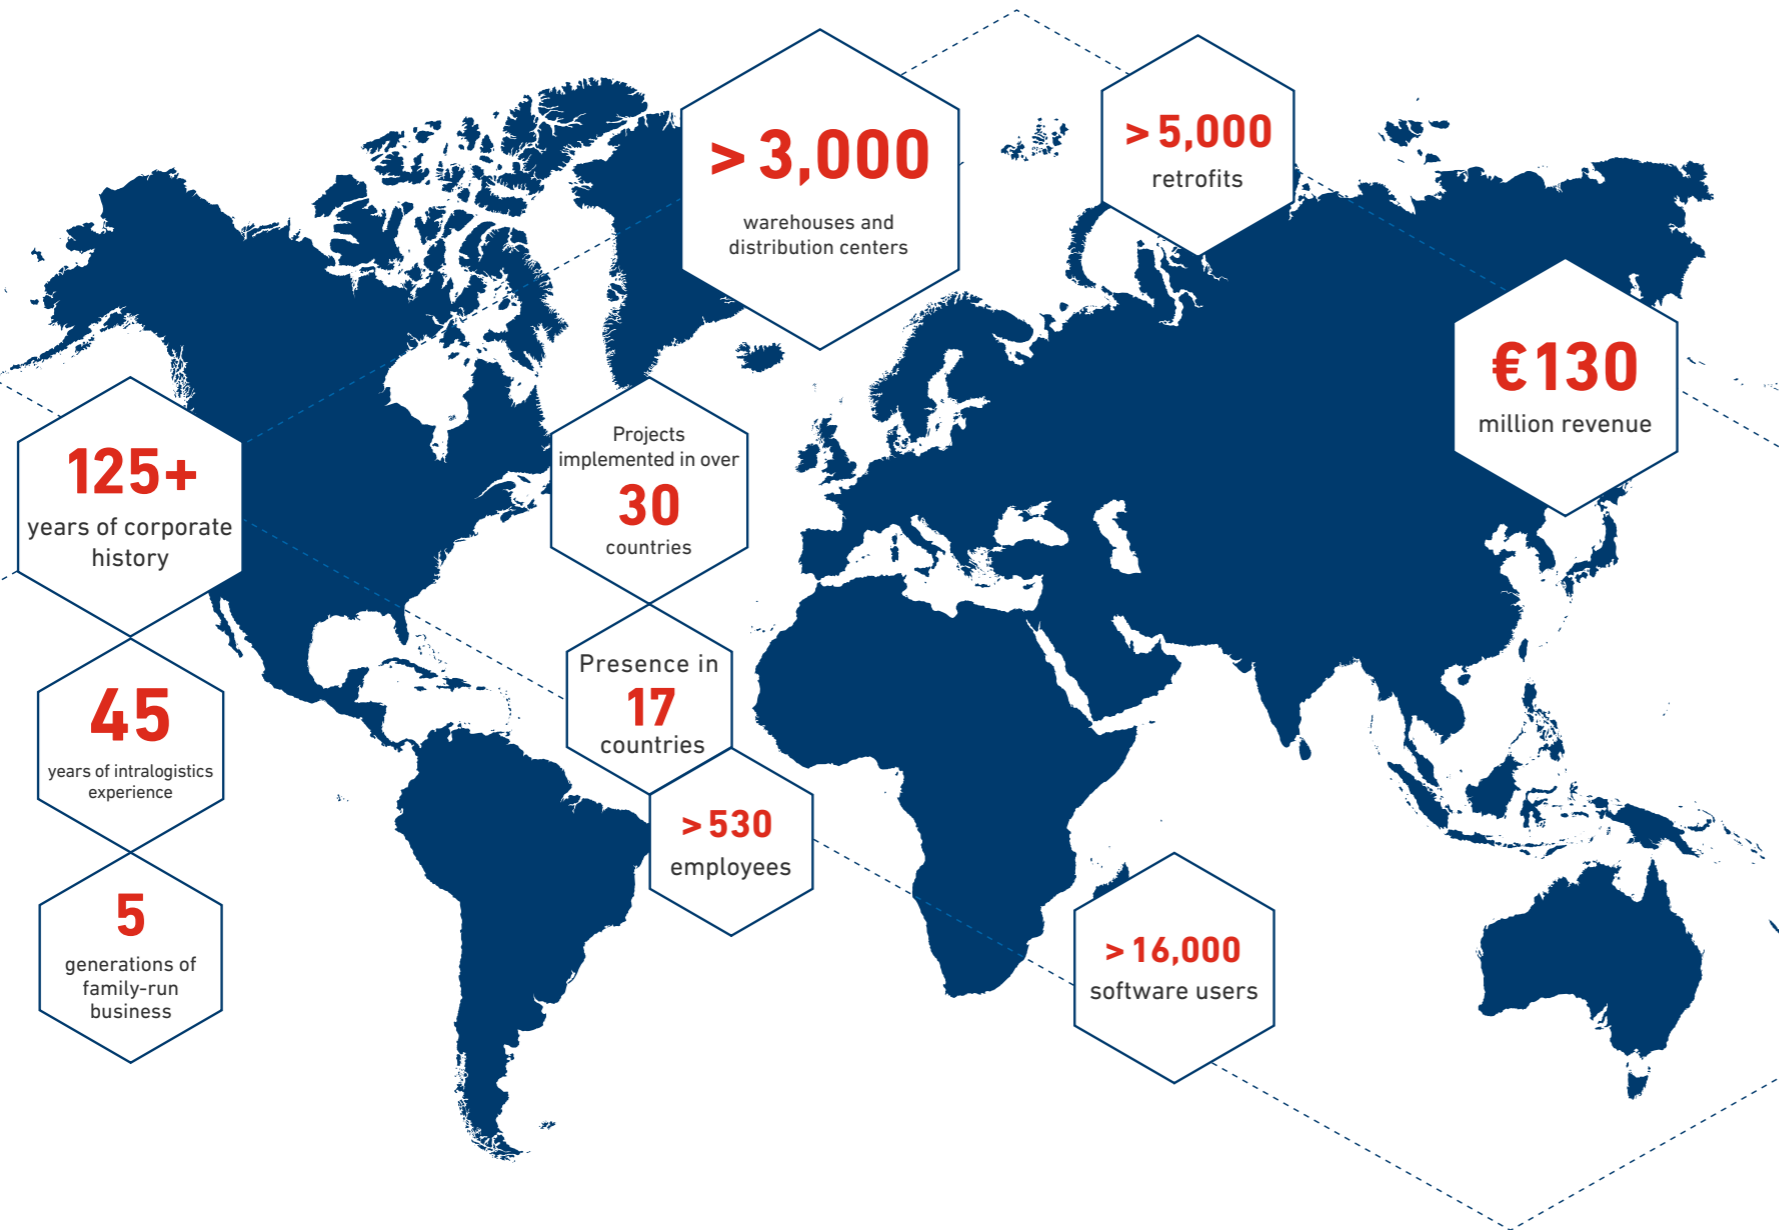 > 3,000
warehouses and
distribution centers
> 5,000
retrofits
€130
million revenue
125+
years of corporate
history
Projects
implemented in over
30
countries
Presence in
17
countries
45
years of intralogistics
experience
> 530
employees
5
generations of
family-run
business
> 16,000
software users